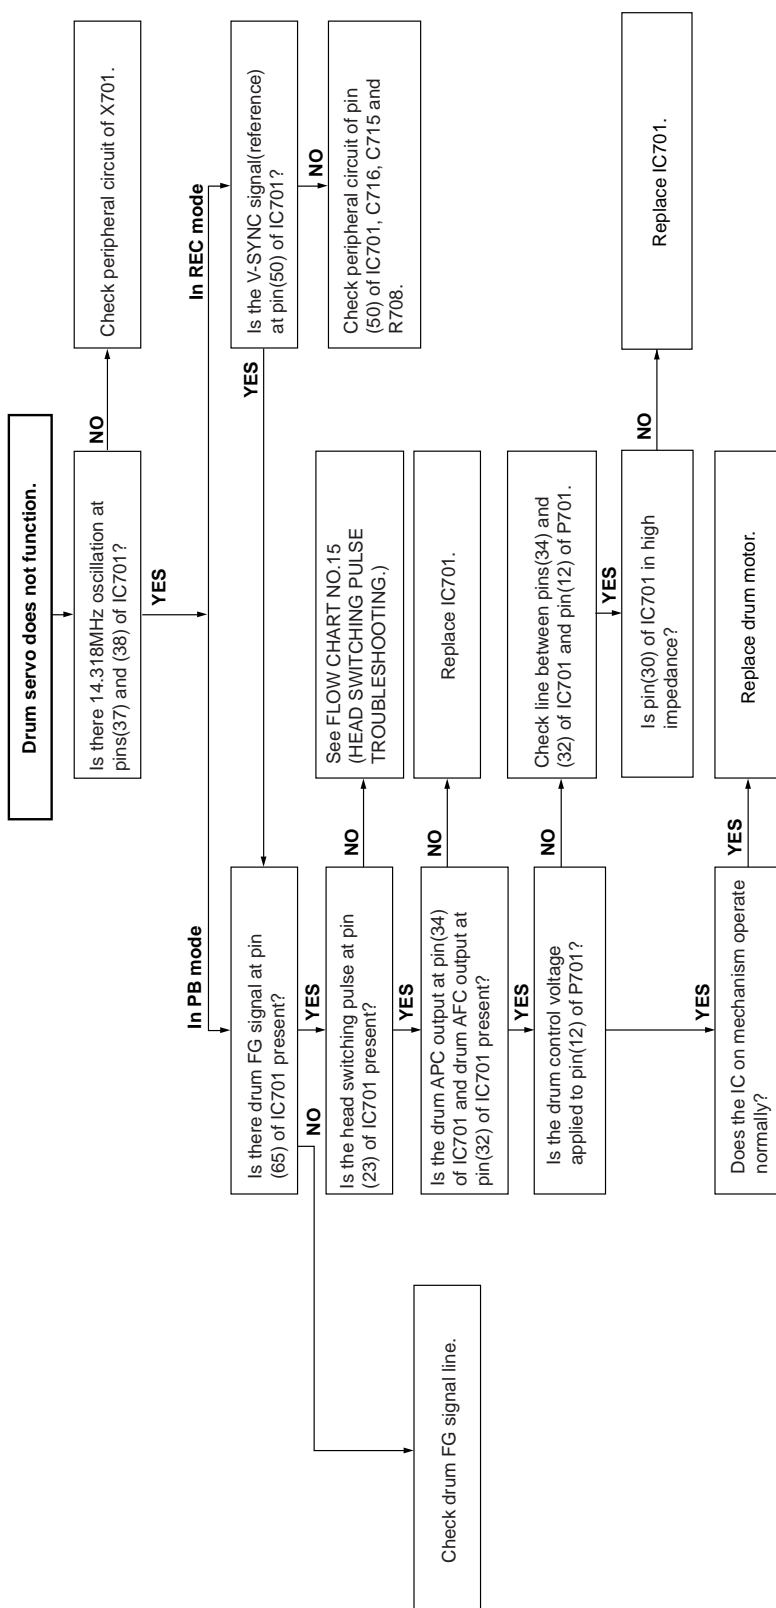 Drum servo does not function.
Is there 14.318MHz oscillation at
pins(37) and (38) of IC701?
NO
Check peripheral circuit of X701.
YES
In PB mode
In REC mode
Is the V-SYNC signal(reference)
at pin(50) of IC701?
YES
NO
Check peripheral circuit of pin
(50) of IC701, C716, C715 and
R708.
Is there drum FG signal at pin
(65) of IC701 present?
YES
NO
Check drum FG signal line.
Is the head switching pulse at pin
(23) of IC701 present?
NO
See FLOW CHART NO.15
(HEAD SWITCHING PULSE
TROUBLESHOOTING.)
YES
Is the drum APC output at pin(34)
of IC701 and drum AFC output at
pin(32) of IC701 present?
NO
Replace IC701.
YES
Is the drum control voltage
applied to pin(12) of P701?
NO
Check line between pins(34) and
(32) of IC701 and pin(12) of P701.
YES
Is pin(30) of IC701 in high
impedance?
NO
Replace IC701.
YES
Does the IC on mechanism operate
normally?
YES
Replace drum motor.